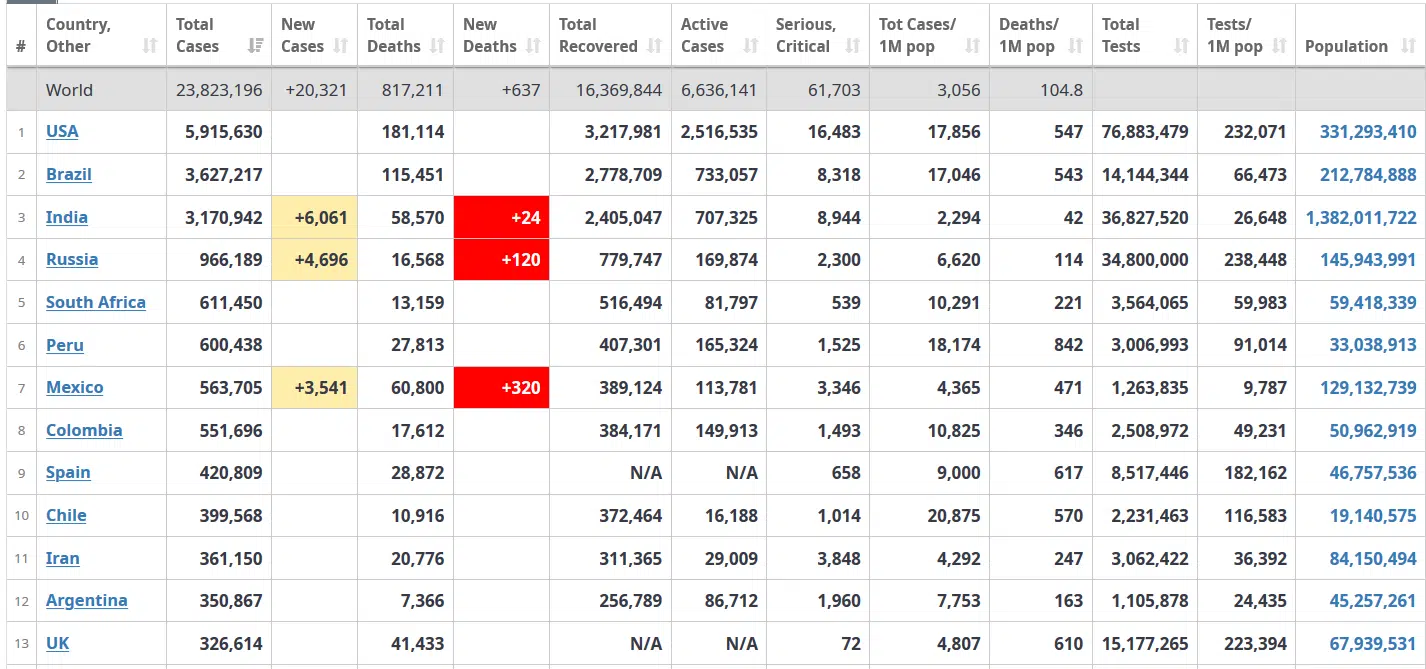 # Country, Other Total Cases New Cases Total Deaths New Deaths Total Recovered Active Cases Serious, Critical Tot Cases/ 1M pop Deaths/ 1M pop Total Tests Tests/ 1M pop Population
World 23,823,196 +20,321 817,211 +637 16,369,844 6,636,141 61,703 3,056 104.8
1 USA 5,915,630 181,114 3,217,981 2,516,535 16,483 17,856 547 76,883,479 232,071 331,293,410
2 Brazil 3,627,217 115,451 2,778,709 733,057 8,318 17,046 543 14,144,344 66,473 212,784,888
3 India 3,170,942 +6,061 58,570 +24 2,405,047 707,325 8,944 2,294 42 36,827,520 26,648 1,382,011,722
4 Russia 966,189 +4,696 16,568 +120 779,747 169,874 2,300 6,620 114 34,800,000 238,448 145,943,991
5 South Africa 611,450 13,159 516,494 81,797 539 10,291 221 3,564,065 59,983 59,418,339
6 Peru 600,438 27,813 407,301 165,324 1,525 18,174 842 3,006,993 91,014 33,038,913
7 Mexico 563,705 +3,541 60,800 +320 389,124 113,781 3,346 4,365 471 1,263,835 9,787 129,132,739
8 Colombia 551,696 17,612 384,171 149,913 1,493 10,825 346 2,508,972 49,231 50,962,919
9 Spain 420,809 28,872 N/A N/A 658 9,000 617 8,517,446 182,162 46,757,536
10 Chile 399,568 10,916 372,464 16,188 1,014 20,875 570 2,231,463 116,583 19,140,575
11 Iran 361,150 20,776 311,365 29,009 3,848 4,292 247 3,062,422 36,392 84,150,494
12 Argentina 350,867 7,366 256,789 86,712 1,960 7,753 163 1,105,878 24,435 45,257,261
13 UK 326,614 41,433 N/A N/A 72 4,807 610 15,177,265 223,394 67,939,531